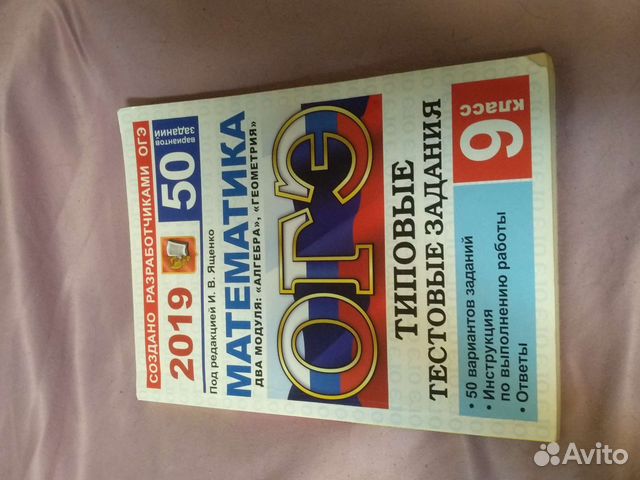 СОЗДАНО РАЗРАБОТЧИКАМИ ОГЭ
2019
50
вариантов
заданий
Под редакцией И. В. Ященко
МАТЕМАТИКА
ДВА МОДУЛЯ: «АЛГЕБРА», «ГЕОМЕТРИЯ»
ОГЭ
ТИПОВЫЕ
ТЕСТОВЫЕ ЗАДАНИЯ
• 50 вариантов заданий
• Инструкция
по выполнению работы
• Ответы
9
класс
Avito